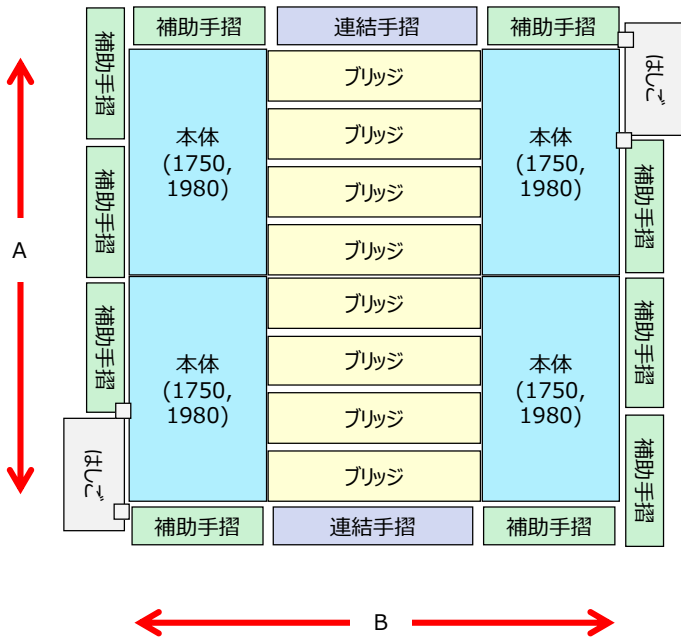 補助手摺
連結手摺
補助手摺
補助手摺
はしご
ブリッジ
本体
(1750,
1980)
ブリッジ
本体
(1750,
1980)
補助手摺
ブリッジ
補助手摺
A
ブリッジ
補助手摺
ブリッジ
補助手摺
本体
(1750,
1980)
ブリッジ
本体
(1750,
1980)
はしご
ブリッジ
補助手摺
ブリッジ
補助手摺
連結手摺
補助手摺
B